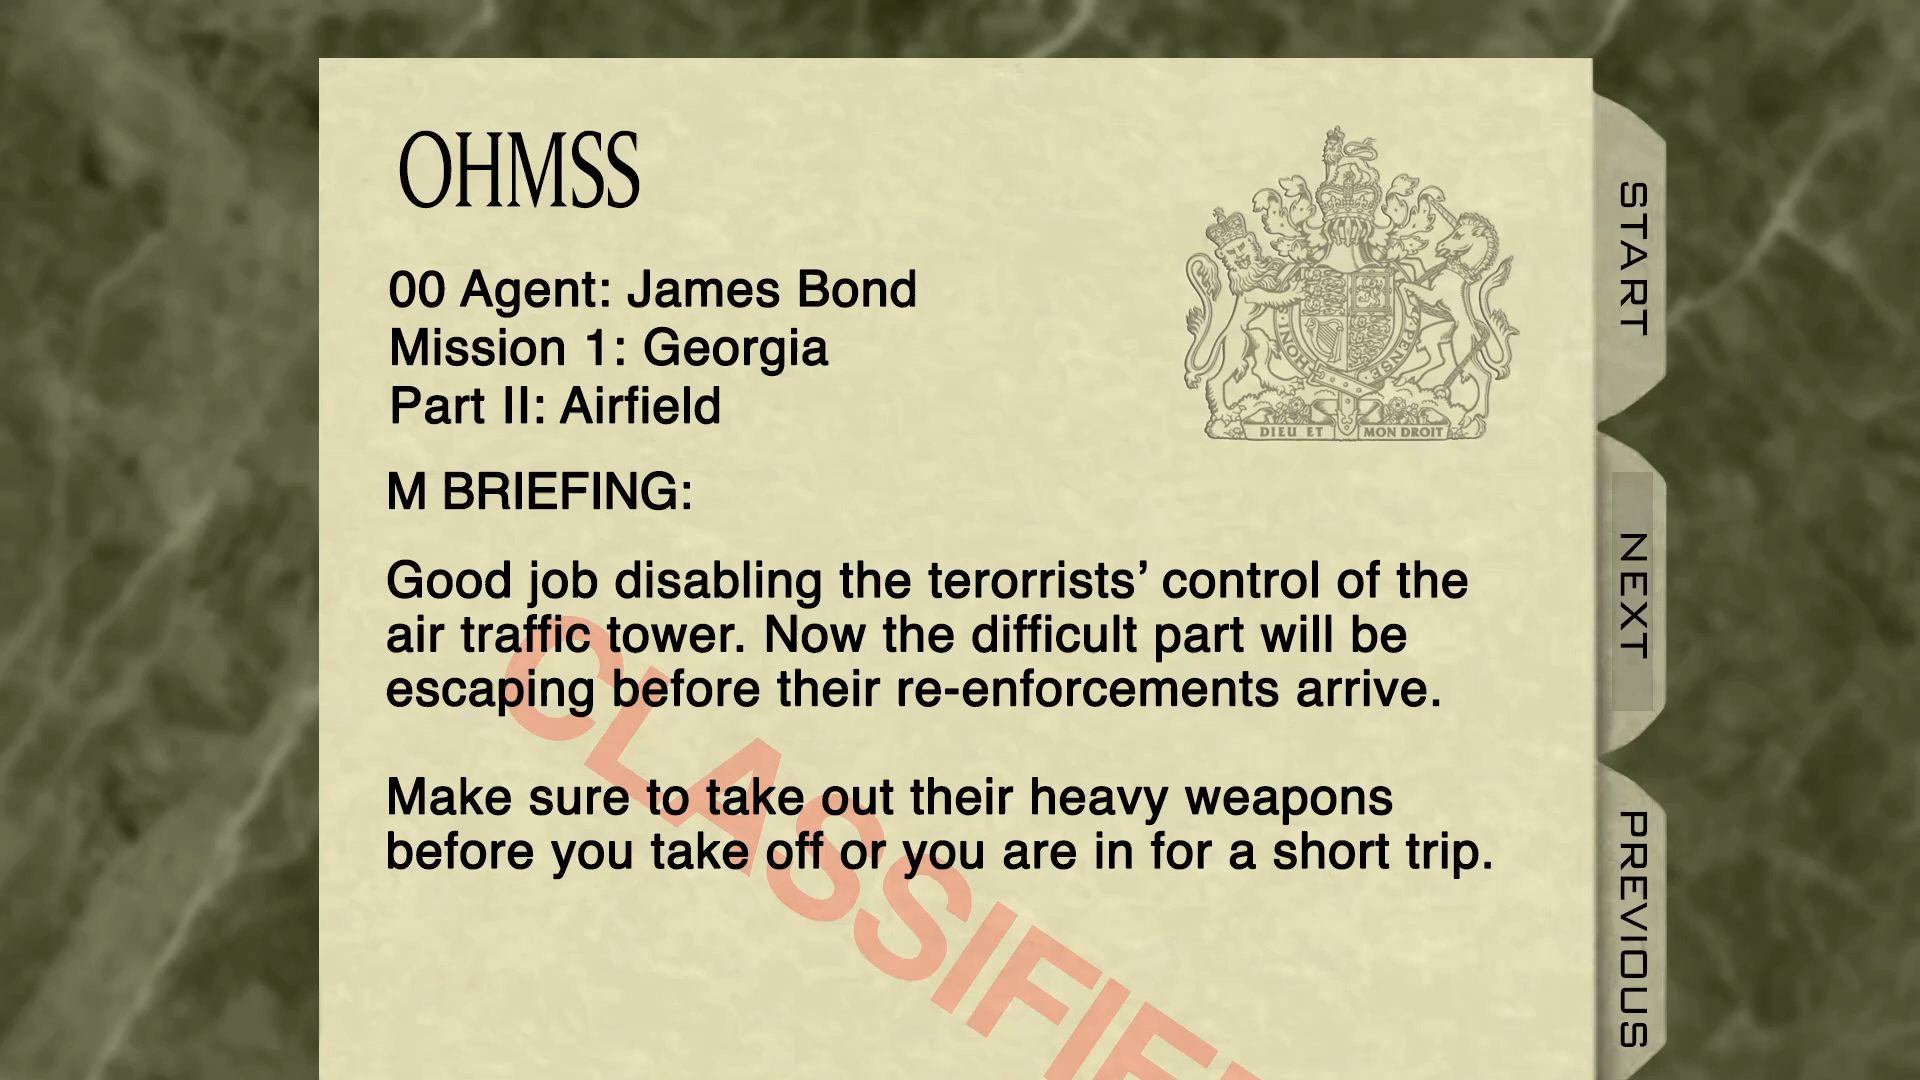 OHMSS
00 Agent: James Bond
Mission 1: Georgia
Part II: Airfield
M BRIEFING:
Good job disabling the terorrists’ control of the
air traffic tower. Now the difficult part will be
escaping before their re-enforcements arrive.
Make sure to take out their heavy weapons
before you take off or you are in for a short trip.
CLASSIFIE
HONI
PENSE
DIEU ET MON DROIT
START
NEXT
PREVIOUS